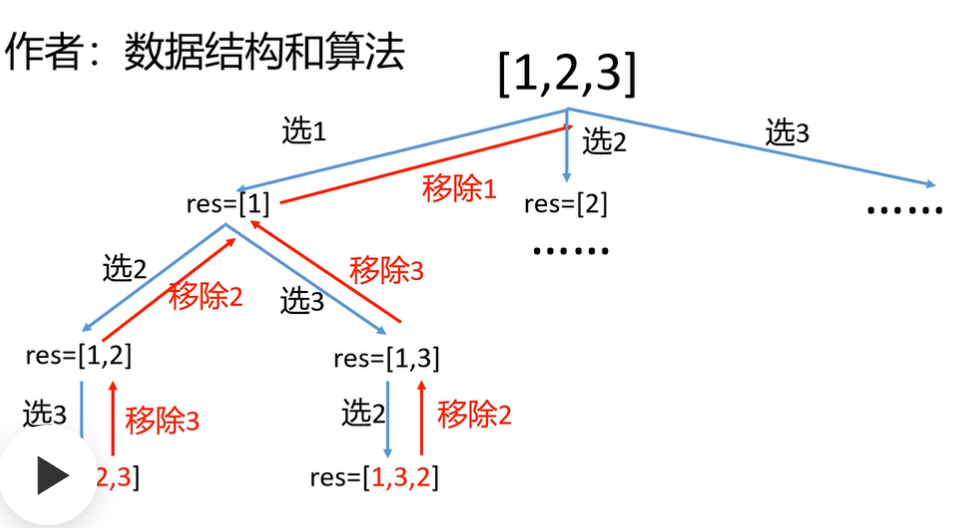 作者：数据结构和算法
[1,2,3]
选1
选2
选3
移除1
res=[1]
res=[2]
......
......
选2
移除2
选3
移除3
res=[1,2]
res=[1,3]
选3
移除3
选2
移除2
2,3]
res=[1,3,2]